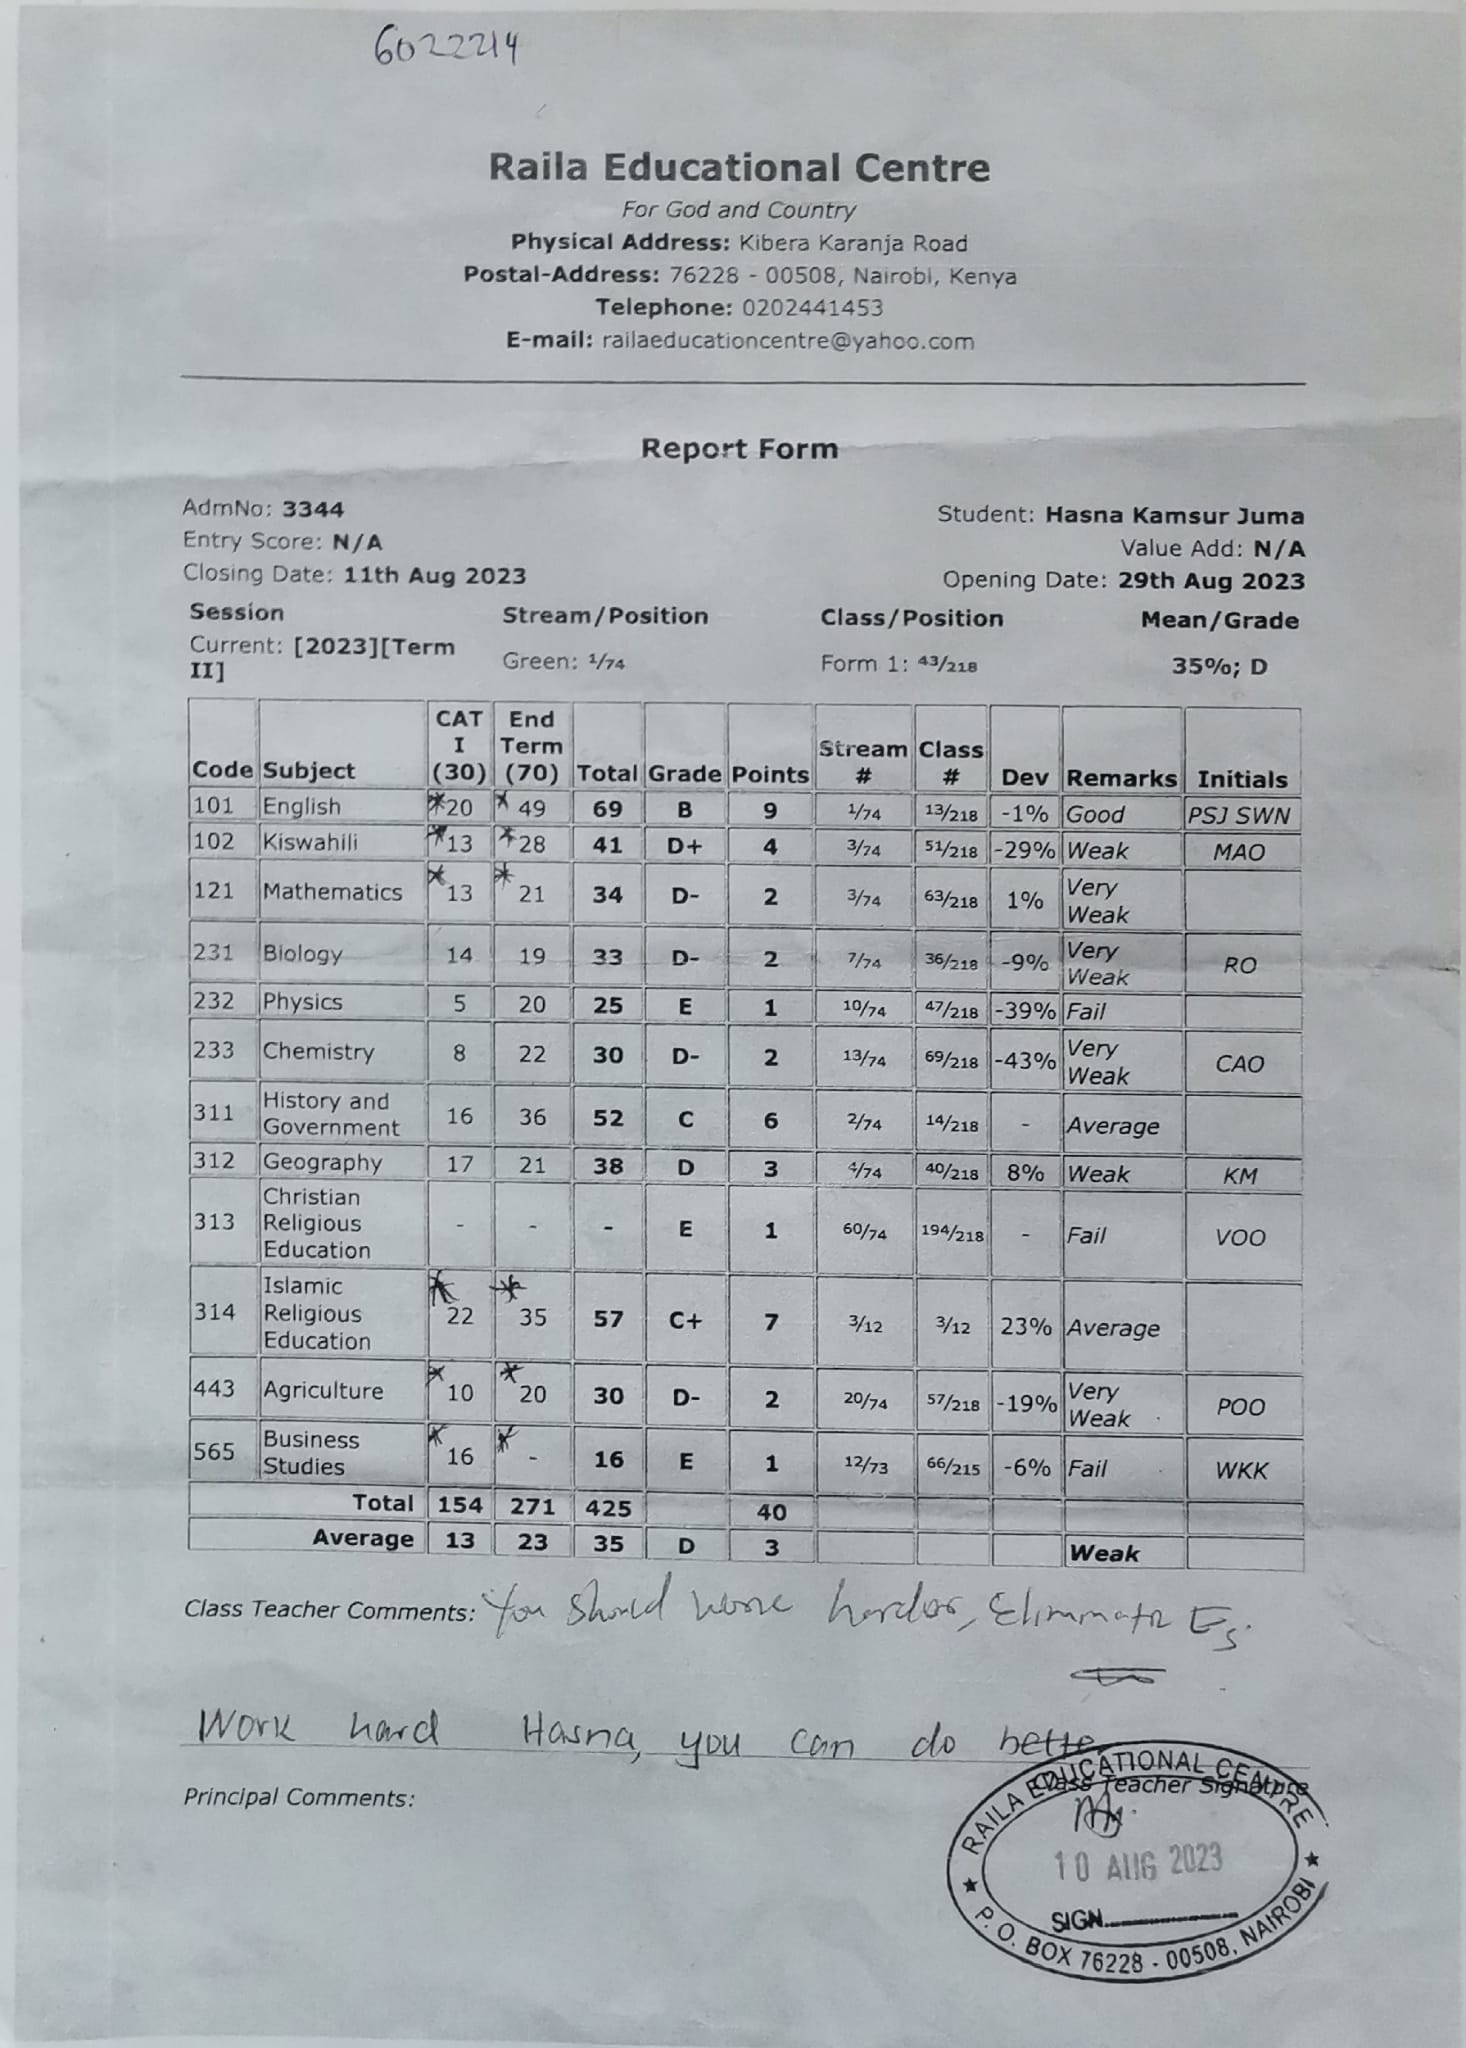 6022214
Raila Educational Centre
For God and Country
Physical Address: Kibera Karanja Road
Postal-Address: 76228 - 00508, Nairobi, Kenya
Telephone: 0202441453
E-mail: railaeducationcentre@yahoo.com
Report Form
AdmNo: 3344
Student: Hasna Kamsur Juma
Entry Score: N/A
Value Add: N/A
Closing Date: 11th Aug 2023
Opening Date: 29th Aug 2023
Session Stream/Position Class/Position Mean/Grade
Current: [2023][Term II] Green: 1/74 Form 1: 43/218 35%; D
Code Subject CAT I (30) End Term (70) Total Grade Points Stream # Class # Dev Remarks Initials
101 English *20 * 49 69 B 9 1/74 13/218 -1% Good PSJ SWN
102 Kiswahili *13 *28 41 D+ 4 3/74 51/218 -29% Weak MAO
121 Mathematics * 13 * 21 34 D- 2 3/74 63/218 1% Very Weak
231 Biology 14 19 33 D- 2 7/74 36/218 -9% Very Weak RO
232 Physics 5 20 25 E 1 10/74 47/218 -39% Fail
233 Chemistry 8 22 30 D- 2 13/74 69/218 -43% Very Weak CAO
311 History and Government 16 36 52 C 6 2/74 14/218 - Average
312 Geography 17 21 38 D 3 4/74 40/218 8% Weak KM
313 Christian Religious Education - - - E 1 60/74 194/218 - Fail VOO
314 Islamic Religious Education * 22 * 35 57 C+ 7 3/12 3/12 23% Average
443 Agriculture * 10 * 20 30 D- 2 20/74 57/218 -19% Very Weak POO
565 Business Studies * 16 * - 16 E 1 12/73 66/215 -6% Fail WKK
Total 154 271 425 40
Average 13 23 35 D 3 Weak
Class Teacher Comments: You should work harder, Eliminate Es.
Work hard Hasna, you can do better
Class Teacher Signature
Principal Comments:
RAILA EDUCATIONAL CENTRE
10 AUG 2023
SIGN
P. O. BOX 76228 - 00508, NAIROBI